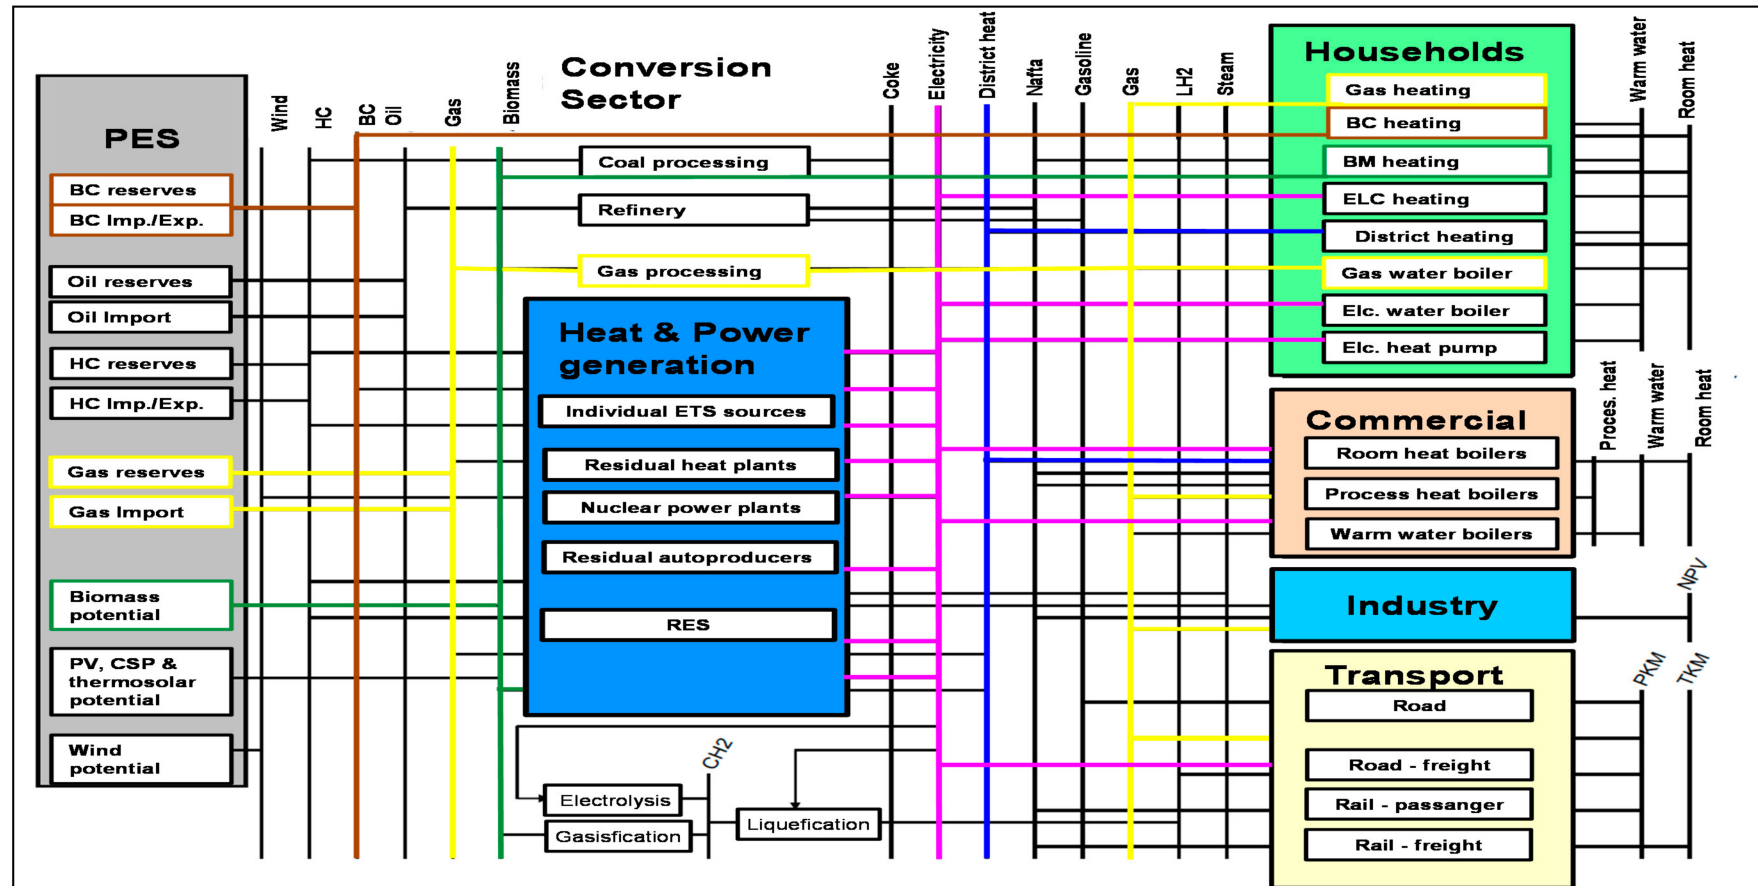 PES
BC reserves
BC Imp./Exp.
Oil reserves
Oil Import
HC reserves
HC Imp./Exp.
Gas reserves
Gas Import
Biomass
potential
PV, CSP &
thermosolar
potential
Wind
potential
Wind
HC
BC
Oil
Gas
Biomass
Conversion
Sector
Coal processing
Refinery
Gas processing
Heat & Power
generation
Individual ETS sources
Residual heat plants
Nuclear power plants
Residual autoproducers
RES
Electrolysis
Gasisfication
CH2
Liquefication
Coke
Electricity
District heat
Nafta
Gasoline
Gas
LH2
Steam
Households
Gas heating
BC heating
BM heating
ELC heating
District heating
Gas water boiler
Elc. water boiler
Elc. heat pump
Warm water
Room heat
Commercial
Room heat boilers
Process heat boilers
Warm water boilers
Proces. heat
Warm water
Room heat
Industry
NPV
Transport
Road
Road - freight
Rail - passanger
Rail - freight
PKM
TKM